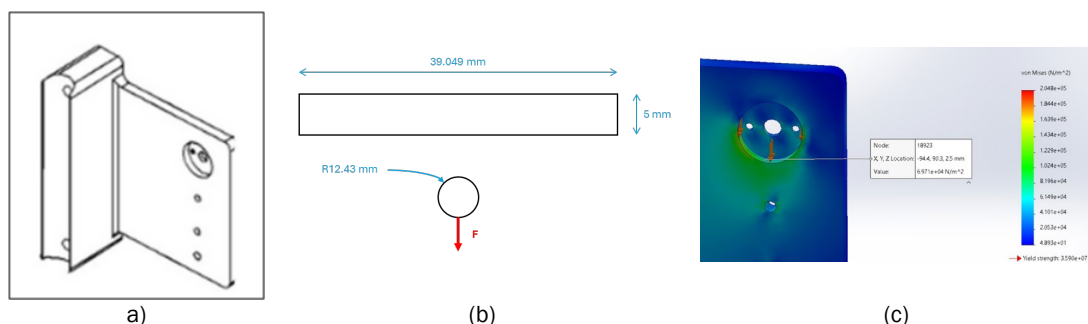 39.049 mm
5 mm
R12.43 mm
F
von Mises (N/m^2)
2.048e+05
1.844e+05
1.639e+05
1.434e+05
1.229e+05
1.024e+05
8.196e+04
6.149e+04
4.101e+04
2.053e+04
4.893e+01
Yield strength: 3.590e+07
Node: 18923
X, Y, Z Location: -94.4, 90.3, 2.5 mm
Value: 6.971e+04 N/m^2
a)
(b)
(c)